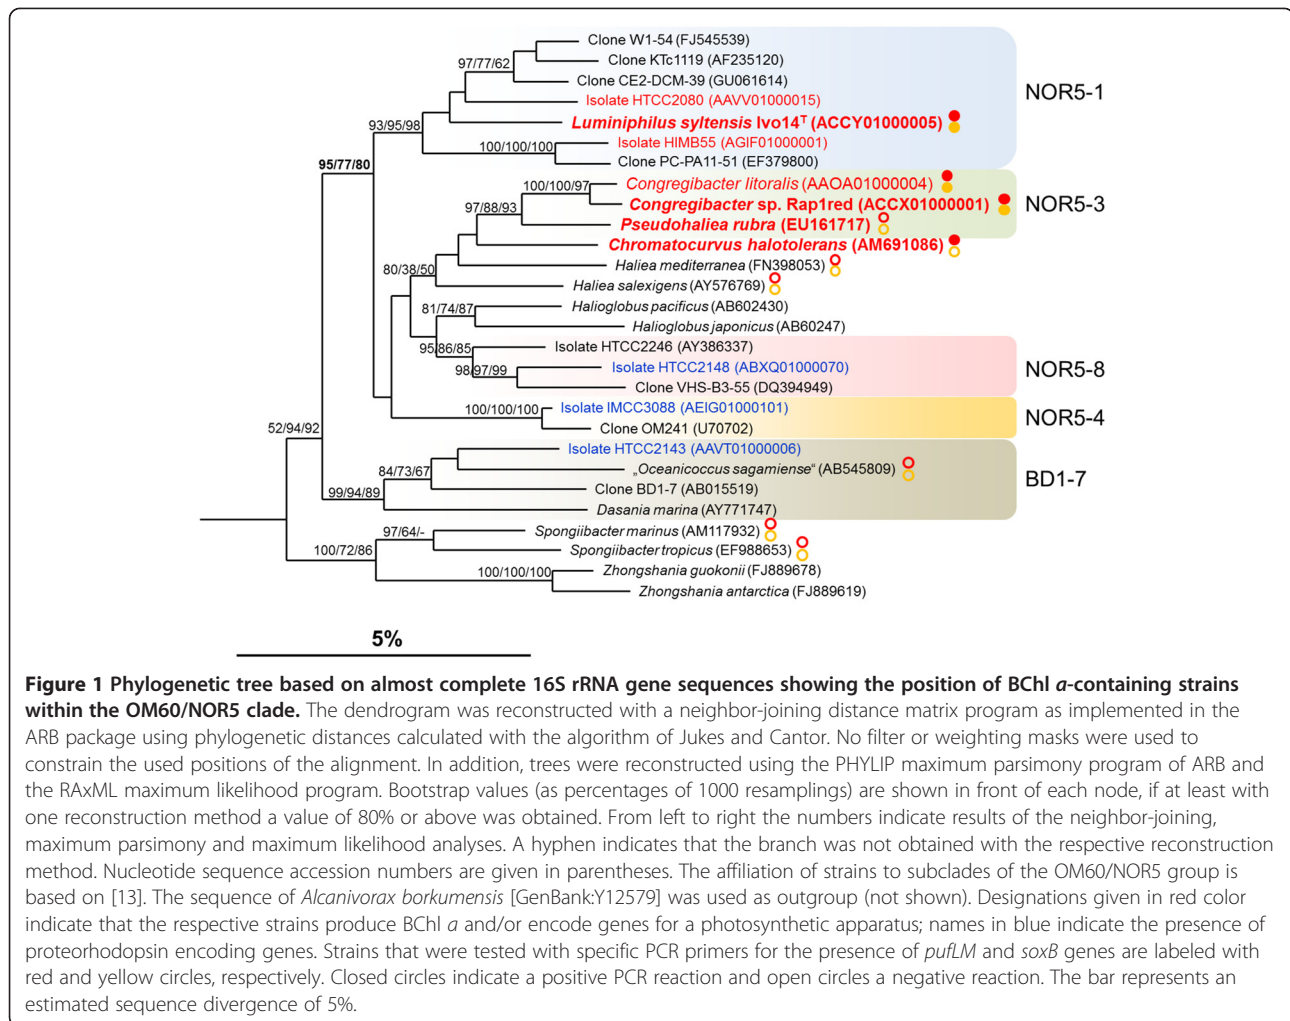 Clone W1-54 (FJ545539)
Clone KTc1119 (AF235120)
97/77/62
Clone CE2-DCM-39 (GU061614)
NOR5-1
Isolate HTCC2080 (AAVV01000015)
Luminiphilus syltensis Ivo14ᵀ (ACCY01000005)
93/95/98
Isolate HIMB55 (AGIF01000001)
100/100/100
Clone PC-PA11-51 (EF379800)
95/77/80
100/100/97
Congregibacter litoralis (AAOA01000004)
Congregibacter sp. Rap1red (ACCX01000001)
NOR5-3
97/88/93
Pseudohaliea rubra (EU161717)
Chromatocurvus halotolerans (AM691086)
80/38/50
Haliea mediterranea (FN398053)
Haliea salexigens (AY576769)
81/74/87
Halioglobus pacificus (AB602430)
Halioglobus japonicus (AB60247)
95/86/85
Isolate HTCC2246 (AY386337)
98/97/99
Isolate HTCC2148 (ABXQ01000070)
NOR5-8
Clone VHS-B3-55 (DQ394949)
100/100/100
Isolate IMCC3088 (AEIG01000101)
NOR5-4
52/94/92
Clone OM241 (U70702)
Isolate HTCC2143 (AAVT01000006)
84/73/67
„Oceanicoccus sagamiense“ (AB545809)
BD1-7
99/94/89
Clone BD1-7 (AB015519)
Dasania marina (AY771747)
97/64/-
Spongiibacter marinus (AM117932)
100/72/86
Spongiibacter tropicus (EF988653)
100/100/100
Zhongshania guokonii (FJ889678)
Zhongshania antarctica (FJ889619)
5%
Figure 1 Phylogenetic tree based on almost complete 16S rRNA gene sequences showing the position of BChl a-containing strains
within the OM60/NOR5 clade. The dendrogram was reconstructed with a neighbor-joining distance matrix program as implemented in the
ARB package using phylogenetic distances calculated with the algorithm of Jukes and Cantor. No filter or weighting masks were used to
constrain the used positions of the alignment. In addition, trees were reconstructed using the PHYLIP maximum parsimony program of ARB and
the RAxML maximum likelihood program. Bootstrap values (as percentages of 1000 resamplings) are shown in front of each node, if at least with
one reconstruction method a value of 80% or above was obtained. From left to right the numbers indicate results of the neighbor-joining,
maximum parsimony and maximum likelihood analyses. A hyphen indicates that the branch was not obtained with the respective reconstruction
method. Nucleotide sequence accession numbers are given in parentheses. The affiliation of strains to subclades of the OM60/NOR5 group is
based on [13]. The sequence of Alcanivorax borkumensis [GenBank:Y12579] was used as outgroup (not shown). Designations given in red color
indicate that the respective strains produce BChl a and/or encode genes for a photosynthetic apparatus; names in blue indicate the presence of
proteorhodopsin encoding genes. Strains that were tested with specific PCR primers for the presence of pufLM and soxB genes are labeled with
red and yellow circles, respectively. Closed circles indicate a positive PCR reaction and open circles a negative reaction. The bar represents an
estimated sequence divergence of 5%.